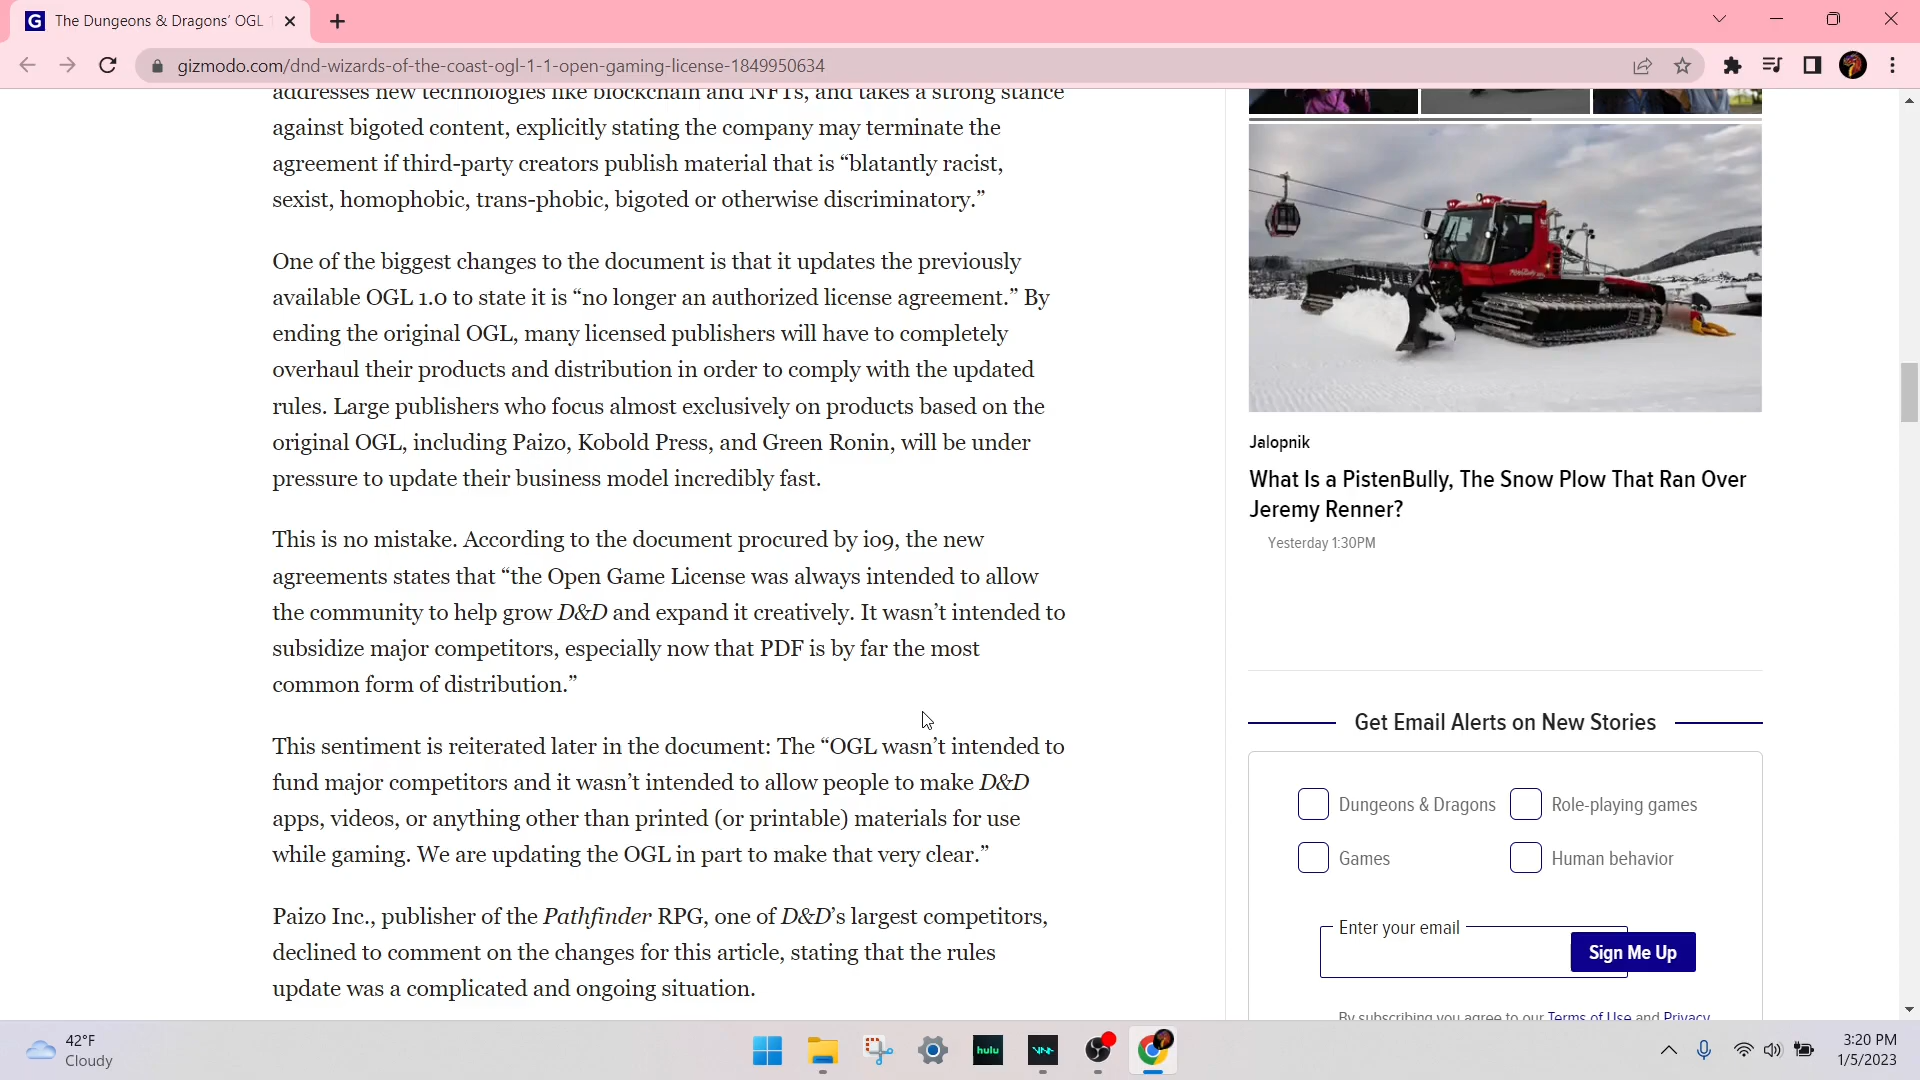 The Dungeons & Dragons' OGL
gizmodo.com/dnd-wizards-of-the-coast-ogl-1-1-open-gaming-license-1849950634
addresses new technologies like blockchain and NFTs, and takes a strong stance
against bigoted content, explicitly stating the company may terminate the
agreement if third-party creators publish material that is “blatantly racist,
sexist, homophobic, trans-phobic, bigoted or otherwise discriminatory.”
One of the biggest changes to the document is that it updates the previously
available OGL 1.0 to state it is “no longer an authorized license agreement.” By
ending the original OGL, many licensed publishers will have to completely
overhaul their products and distribution in order to comply with the updated
rules. Large publishers who focus almost exclusively on products based on the
original OGL, including Paizo, Kobold Press, and Green Ronin, will be under
pressure to update their business model incredibly fast.
This is no mistake. According to the document procured by io9, the new
agreements states that “the Open Game License was always intended to allow
the community to help grow D&D and expand it creatively. It wasn’t intended to
subsidize major competitors, especially now that PDF is by far the most
common form of distribution.”
This sentiment is reiterated later in the document: The “OGL wasn’t intended to
fund major competitors and it wasn’t intended to allow people to make D&D
apps, videos, or anything other than printed (or printable) materials for use
while gaming. We are updating the OGL in part to make that very clear.”
Paizo Inc., publisher of the Pathfinder RPG, one of D&D’s largest competitors,
declined to comment on the changes for this article, stating that the rules
update was a complicated and ongoing situation.
PistenBully
Jalopnik
What Is a PistenBully, The Snow Plow That Ran Over
Jeremy Renner?
Yesterday 1:30PM
Get Email Alerts on New Stories
Dungeons & Dragons
Role-playing games
Games
Human behavior
Enter your email
Sign Me Up
By subscribing you agree to our Terms of Use and Privacy
42°F
Cloudy
hulu
VN
3:20 PM
1/5/2023